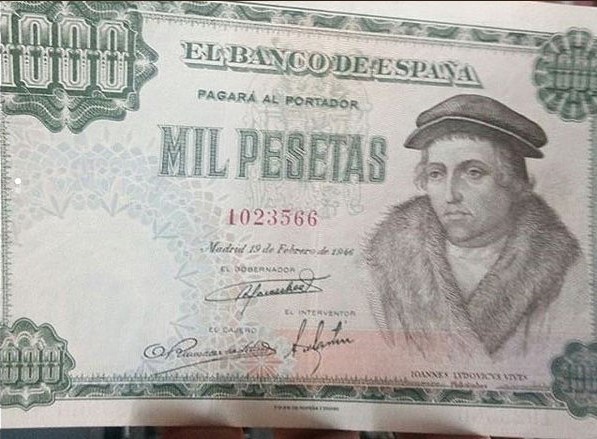 1000
EL BANCO DE ESPAÑA
PAGARÁ AL PORTADOR
MIL PESETAS
1023566
Madrid 19 de Febrero de 1946
EL GOBERNADOR
EL INTERVENTOR
EL CAJERO
IOANNES LVDOVICVS VIVES